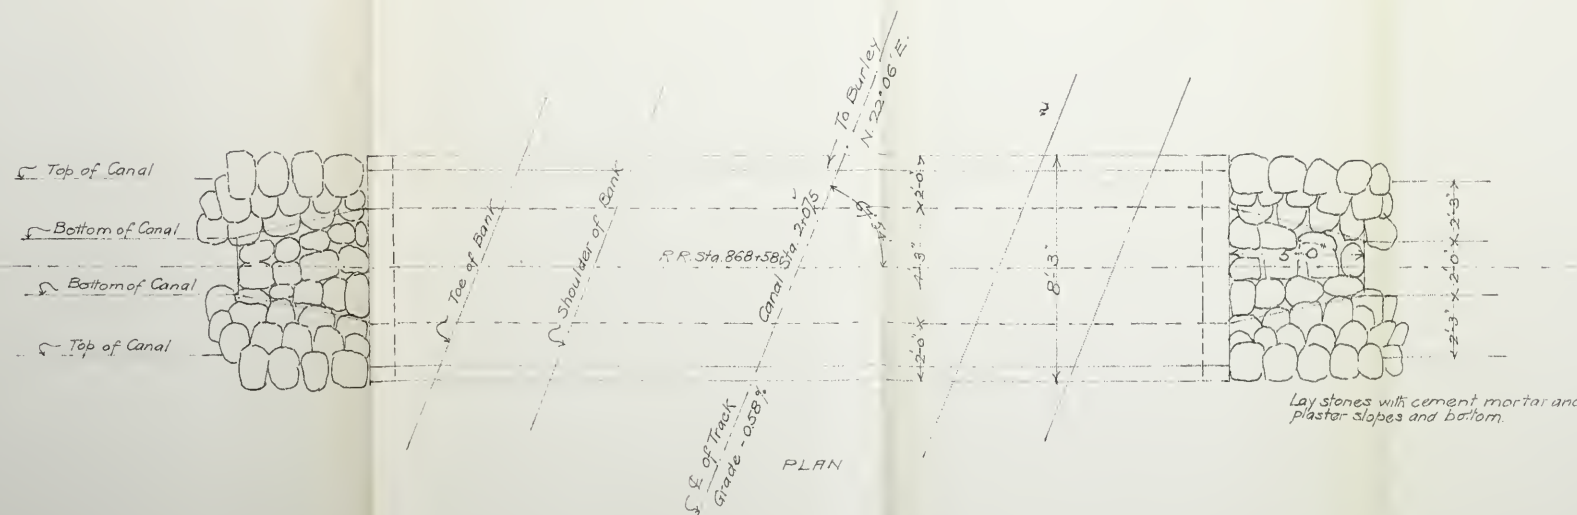 Top of Canal
Bottom of Canal
Bottom of Canal
Top of Canal
Toe of Bank
Shoulder of Bank
R.R. Sta. 868+58
Canal Sta. 2+07.5
To Burley
N. 22° 06' E.
℄ of Track
Grade - 0.58%
2'-0"
4'-3"
2'-0"
8'-3"
5'-0"
2'-3" x 2'-0" x 2'-3"
Lay stones with cement mortar and
plaster slopes and bottom.
PLAN